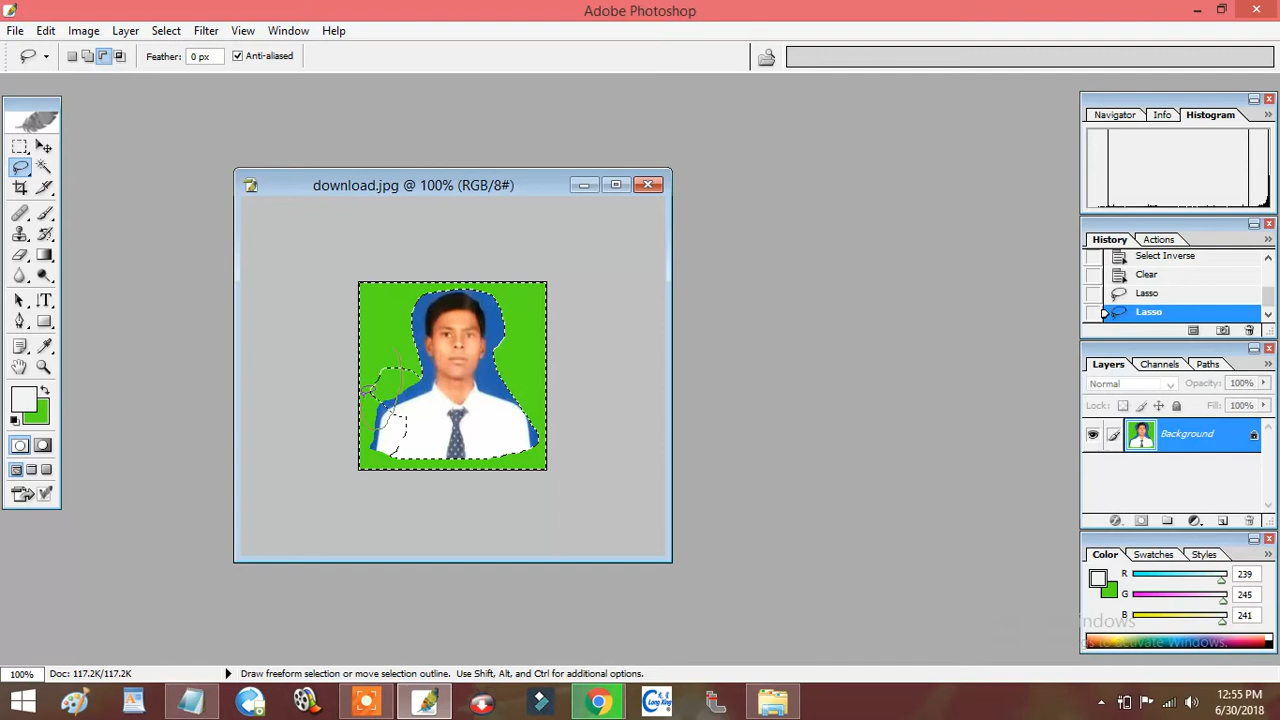 Adobe Photoshop
File Edit Image Layer Select Filter View Window Help
Feather: 0 px Anti-aliased
Navigator Info Histogram
download.jpg @ 100% (RGB/8#)
History Actions
Select Inverse
Clear
Lasso
Lasso
Layers Channels Paths
Normal Opacity: 100%
Lock: Fill: 100%
Background
Color Swatches Styles
R 239
G 245
B 241
100% Doc: 117.2K/117.2K Draw freeform selection or move selection outline. Use Shift, Alt, and Ctrl for additional options.
12:55 PM
6/30/2018